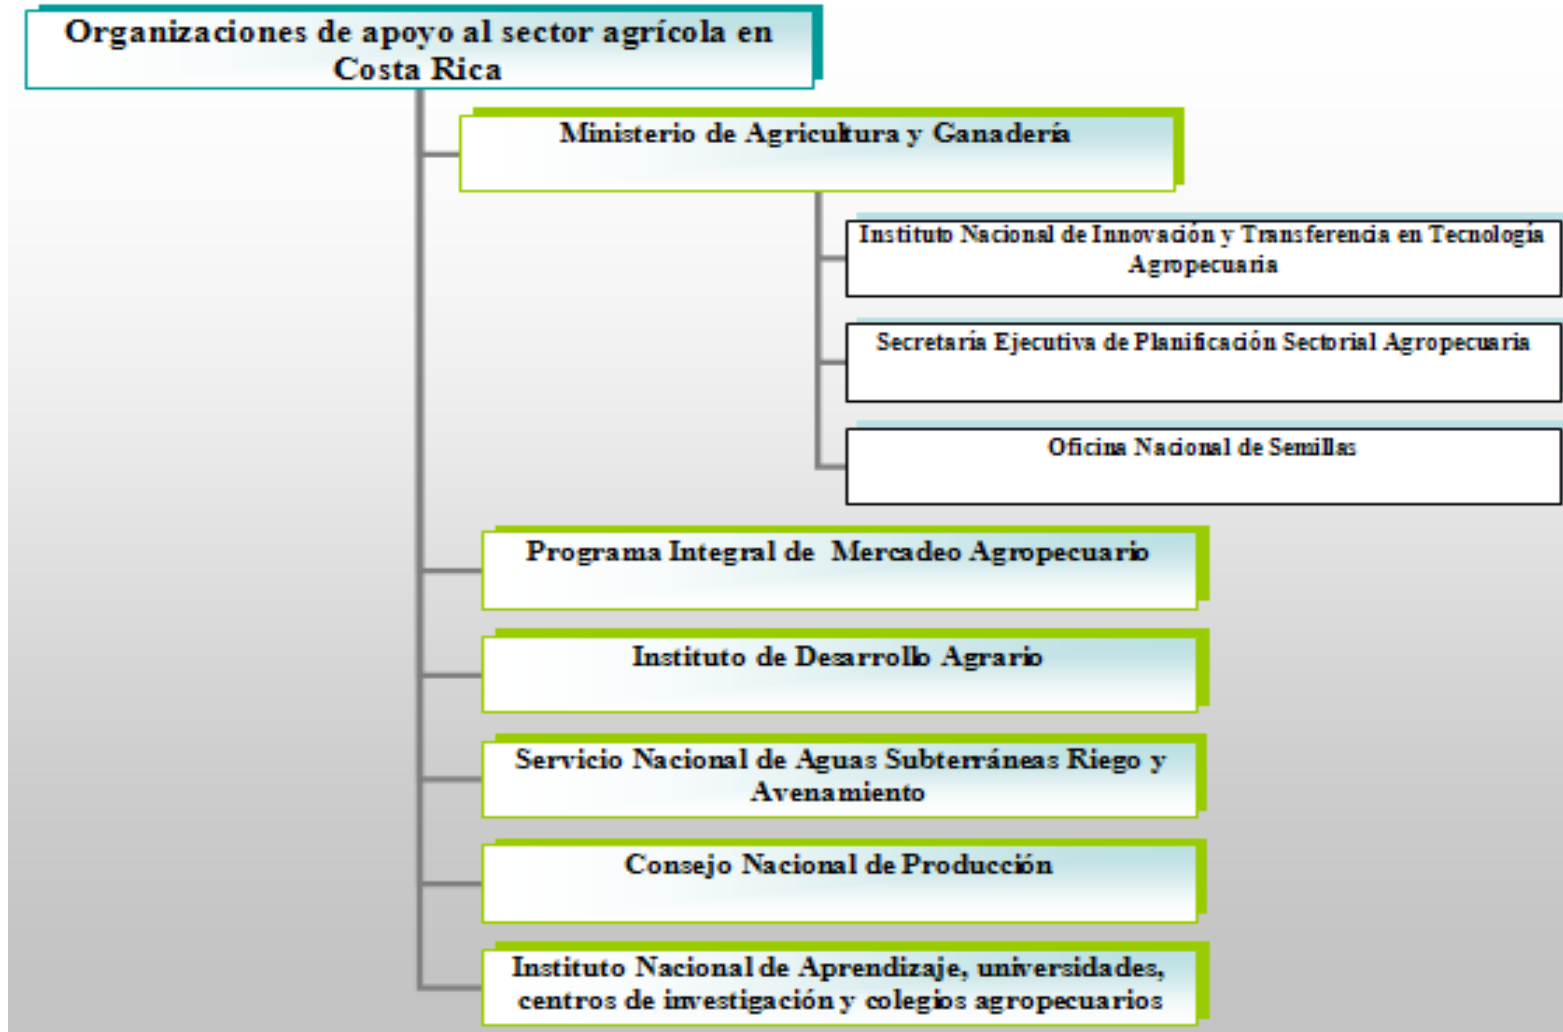 Organizaciones de apoyo al sector agrícola en
Costa Rica
Ministerio de Agricultura y Ganadería
Instituto Nacional de Innovación y Transferencia en Tecnología
Agropecuaria
Secretaría Ejecutiva de Planificación Sectorial Agropecuaria
Oficina Nacional de Semillas
Programa Integral de Mercadeo Agropecuario
Instituto de Desarrollo Agrario
Servicio Nacional de Aguas Subterráneas Riego y
Avenamiento
Consejo Nacional de Producción
Instituto Nacional de Aprendizaje, universidades,
centros de investigación y colegios agropecuarios